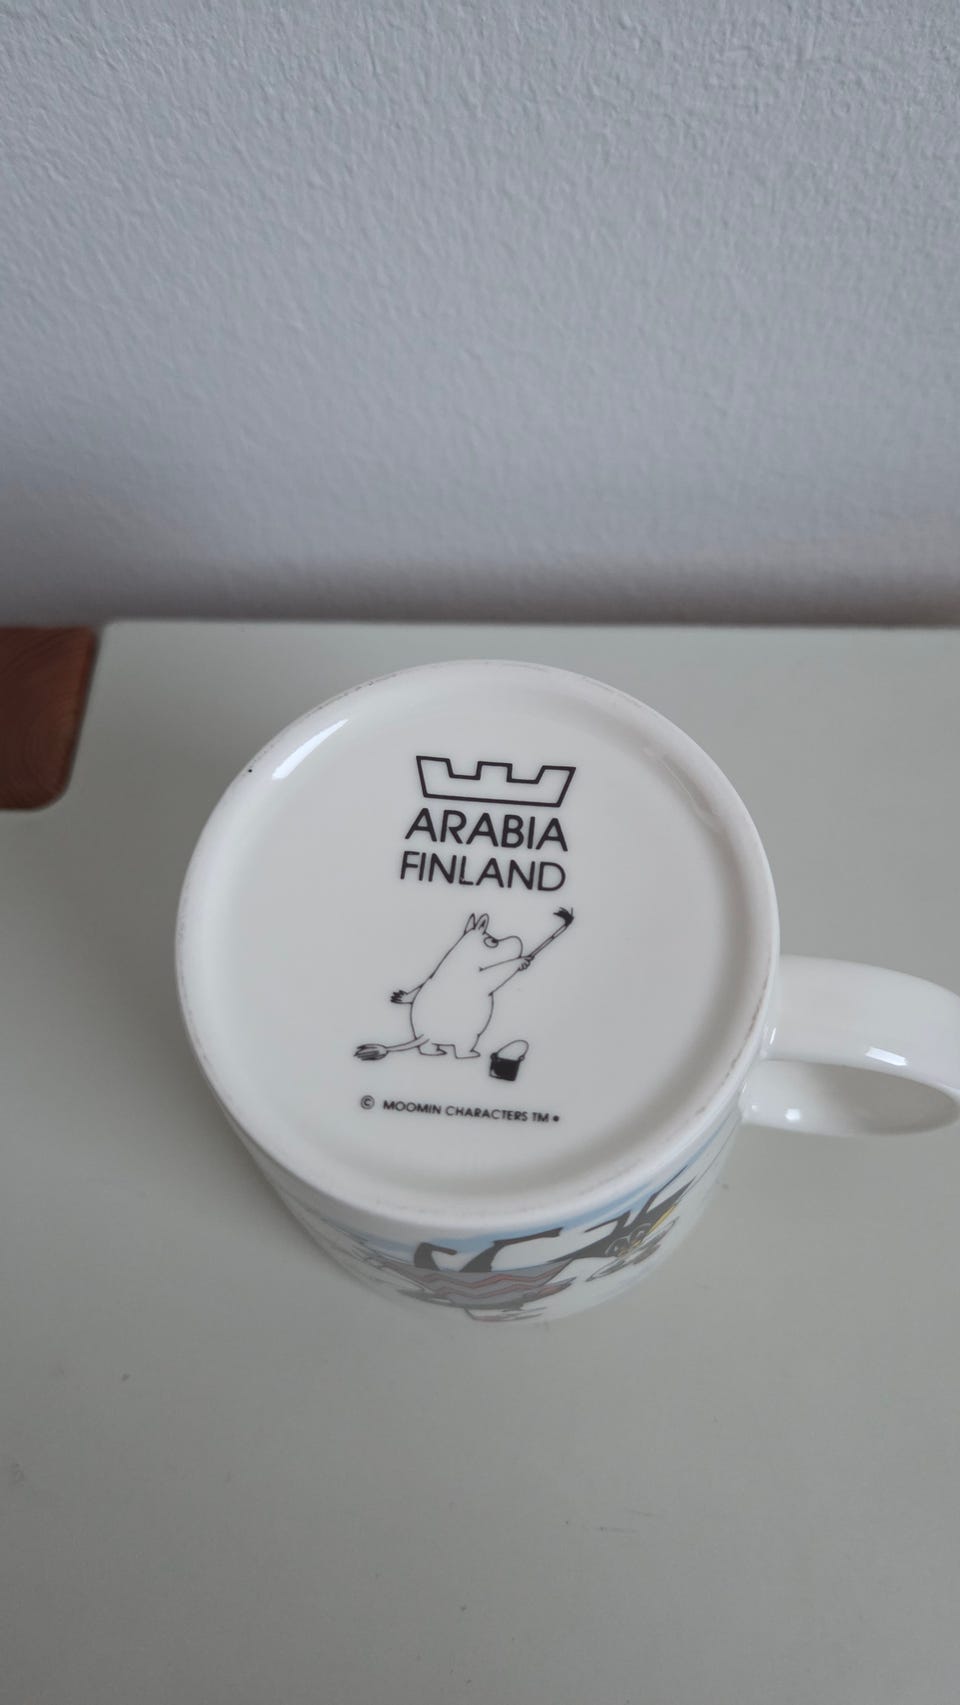 ARABIA
FINLAND
© MOOMIN CHARACTERS TM •